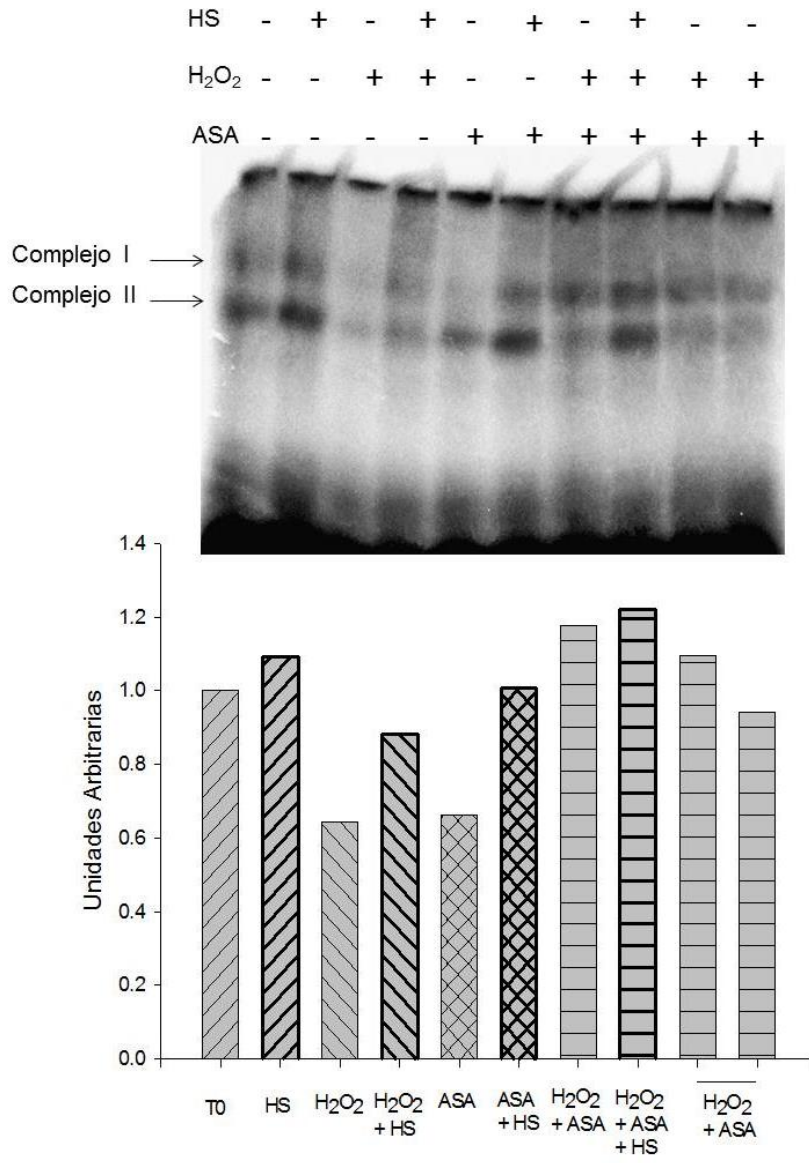 HS - + - + - + - + - -
H₂O₂ - - + + - - + + + +
ASA - - - - + + + + + +
Complejo I
Complejo II
1.4
1.2
1.0
0.8
0.6
0.4
0.2
0.0
Unidades Arbitrarias
T0
HS
H₂O₂
H₂O₂
+ HS
ASA
ASA
+ HS
H₂O₂
+ ASA
H₂O₂
+ ASA
+ HS
H₂O₂
+ ASA